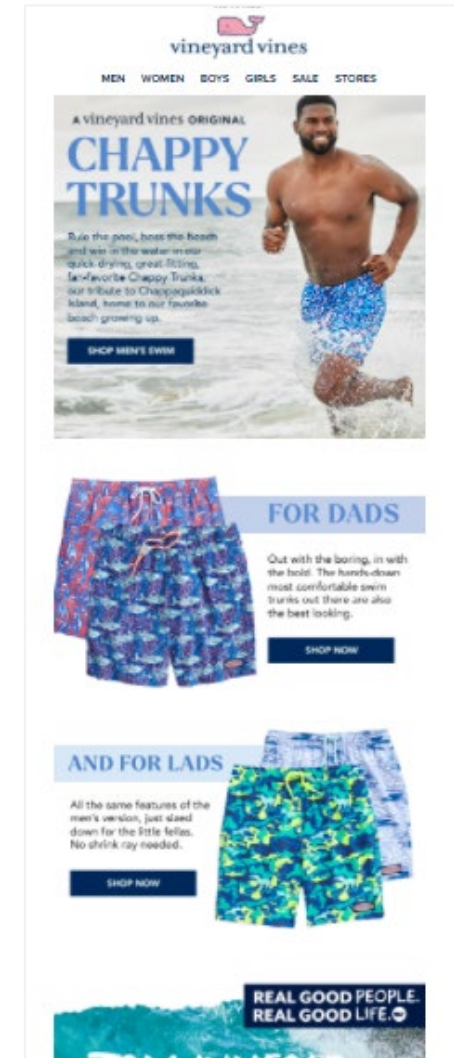 vineyard vines
MEN WOMEN BOYS GIRLS SALE STORES
A vineyard vines ORIGINAL
CHAPPY
TRUNKS
Rule the pool, boss the beach
and win in the water in our
quick-drying, great-fitting,
fan-favorite Chappy Trunks,
our tribute to Chappaquiddick
Island, home to our favorite
beach growing up.
SHOP MEN'S SWIM
FOR DADS
Out with the boring, in with
the bold. The hands-down
most comfortable swim
trunks out there are also
the best looking.
SHOP NOW
AND FOR LADS
All the same features of the
men's version, just sized
down for the little fellas.
No shrink ray needed.
SHOP NOW
REAL GOOD PEOPLE.
REAL GOOD LIFE.